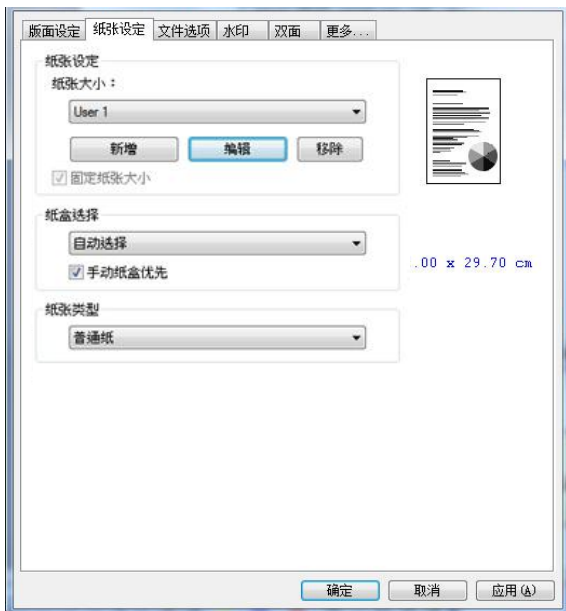 版面设定 纸张设定 文件选项 水印 双面 更多...
纸张设定
纸张大小：
User 1
新增 编辑 移除
固定纸张大小
纸盒选择
自动选择
手动纸盒优先
.00 x 29.70 cm
纸张类型
普通纸
确定 取消 应用(A)